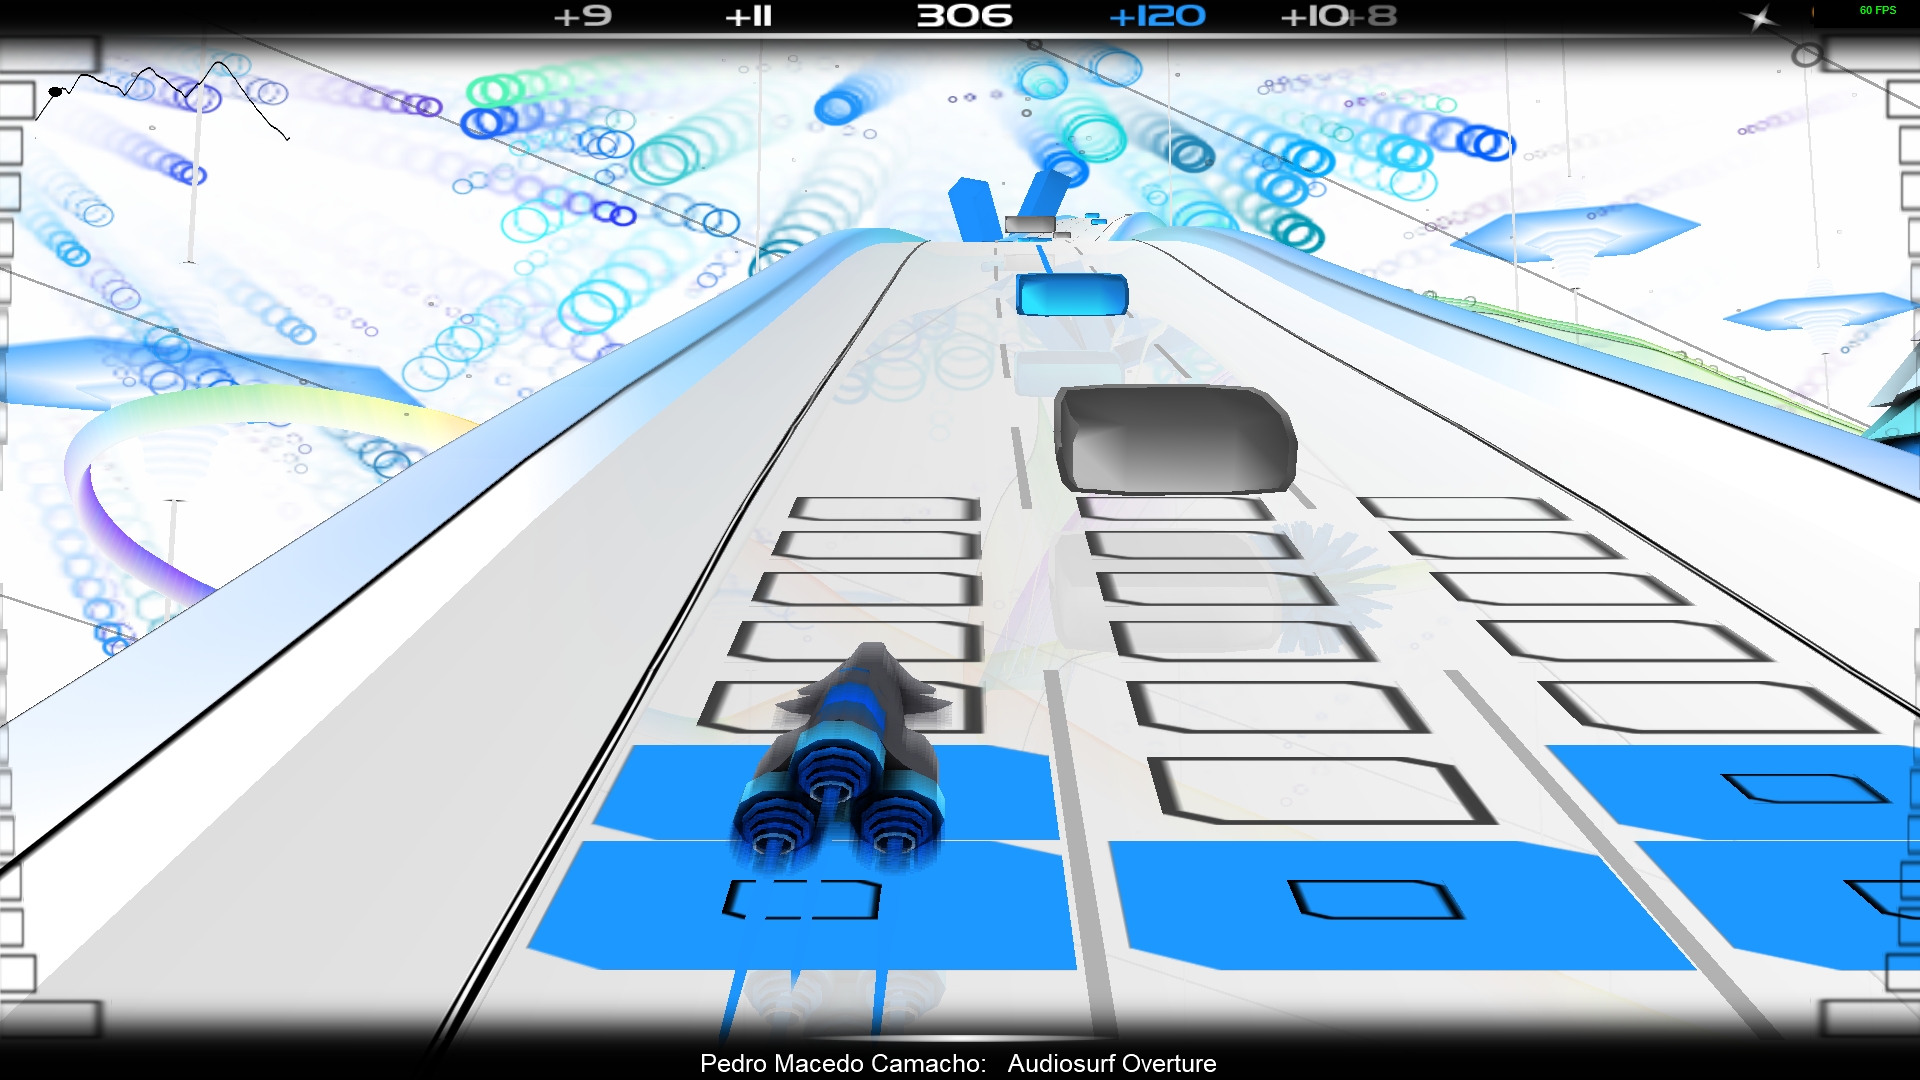 +9 +11 306 +120 +10 +8
60 FPS
Pedro Macedo Camacho: Audiosurf Overture